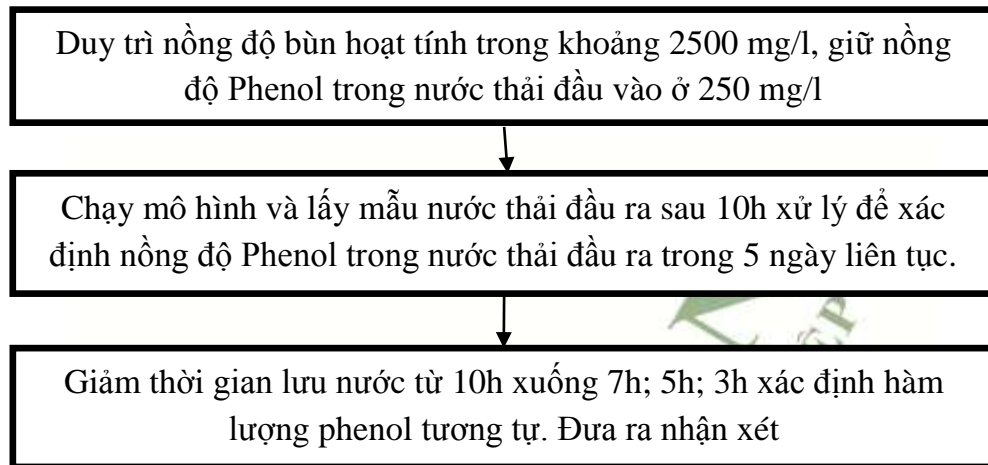 Duy trì nồng độ bùn hoạt tính trong khoảng 2500 mg/l, giữ nồng
độ Phenol trong nước thải đầu vào ở 250 mg/l
Chạy mô hình và lấy mẫu nước thải đầu ra sau 10h xử lý để xác
định nồng độ Phenol trong nước thải đầu ra trong 5 ngày liên tục.
Giảm thời gian lưu nước từ 10h xuống 7h; 5h; 3h xác định hàm
lượng phenol tương tự. Đưa ra nhận xét